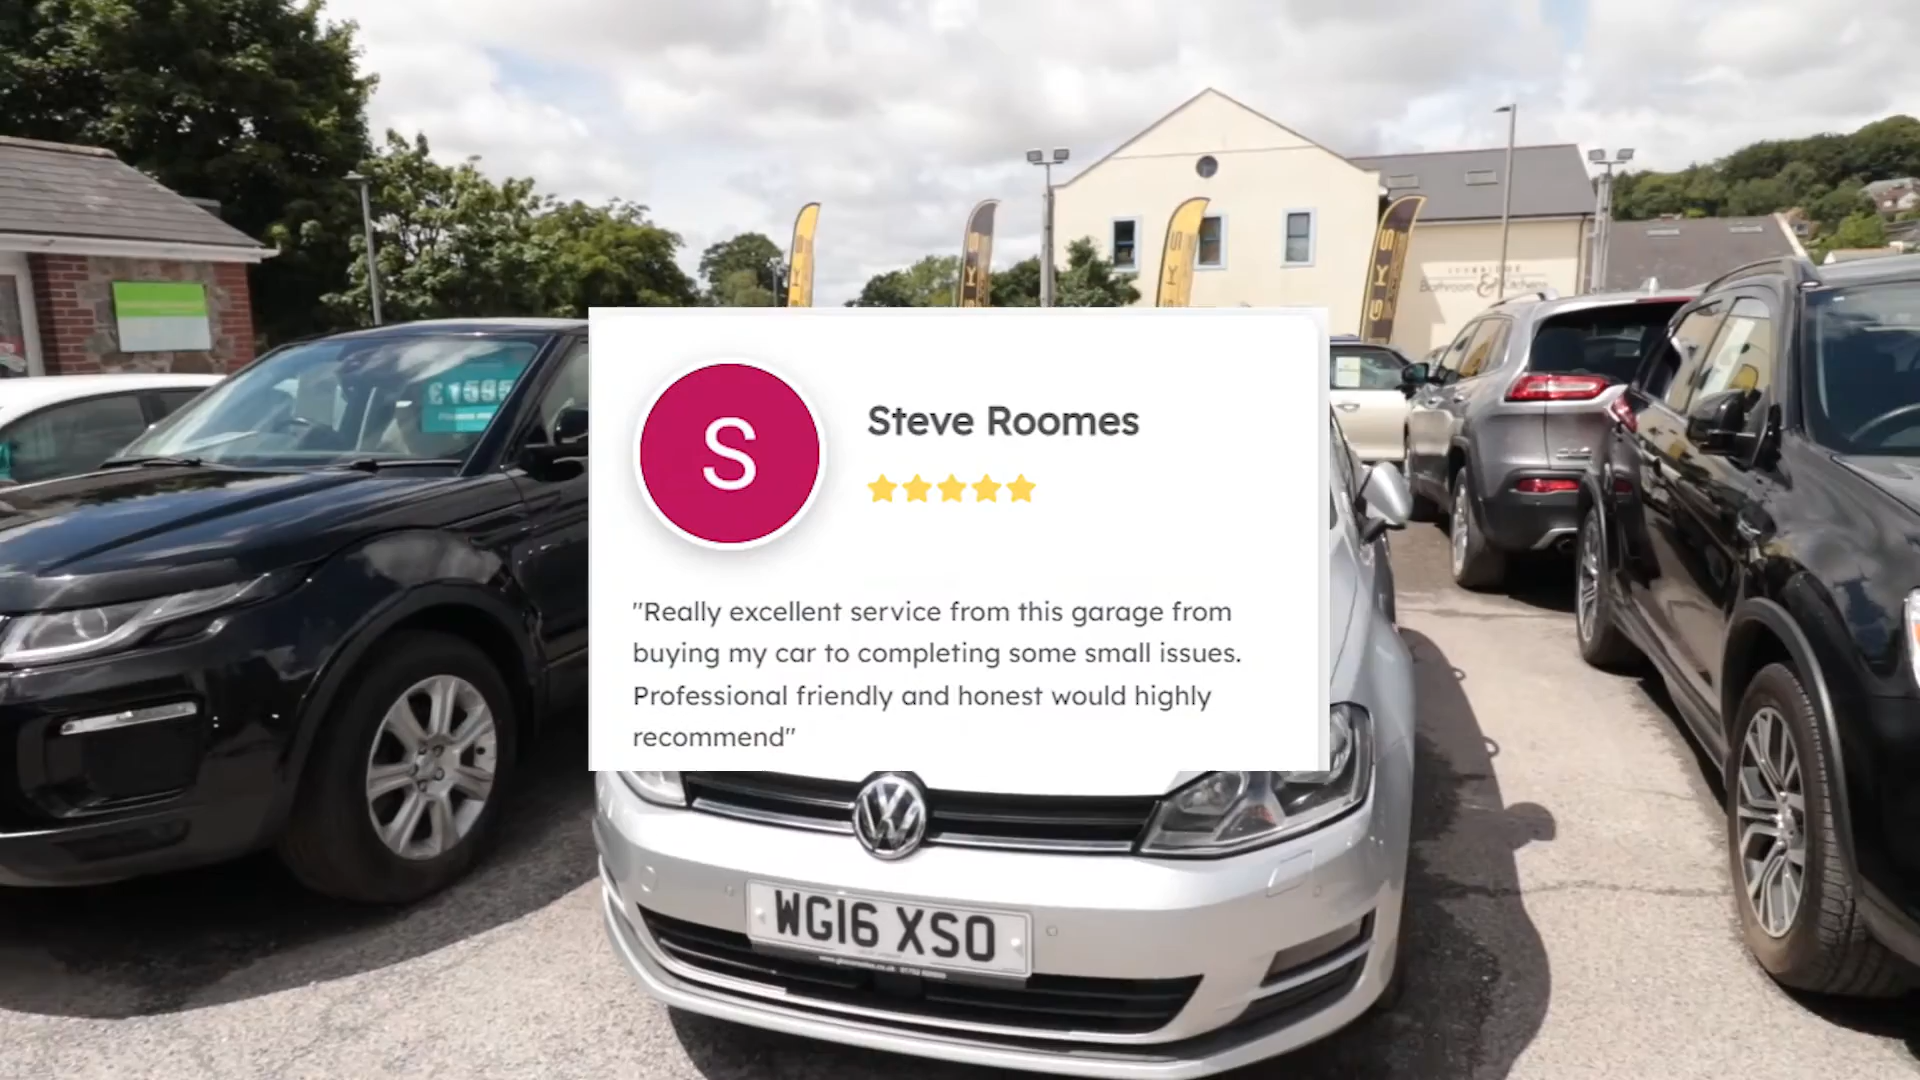 S
Steve Roomes
"Really excellent service from this garage from
buying my car to completing some small issues.
Professional friendly and honest would highly
recommend"
WG16 XSO